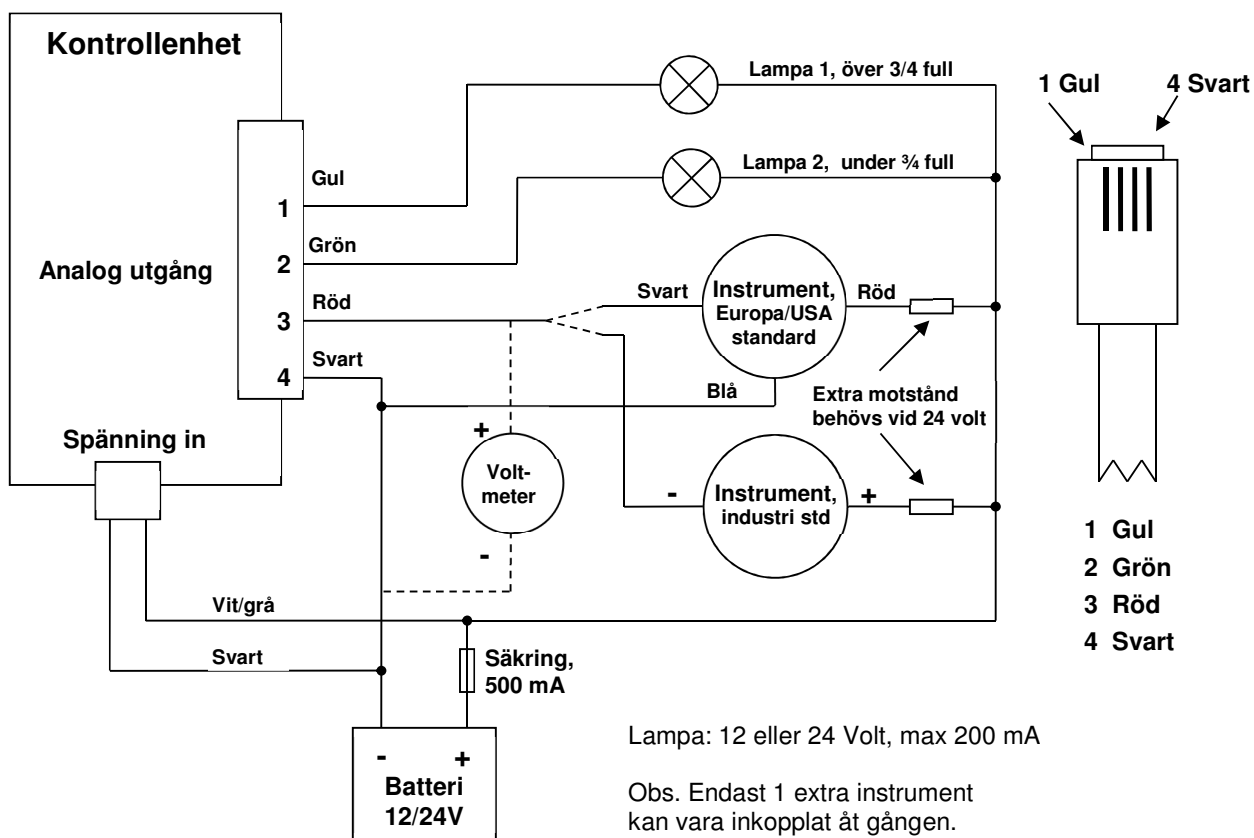 Kontrollenhet
Lampa 1, över 3/4 full
1 Gul
4 Svart
Gul
1
Lampa 2, under ¾ full
Grön
2
Analog utgång
Röd
3
Svart
Instrument,
Europa/USA
standard
Röd
Svart
4
Blå
Extra motstånd
behövs vid 24 volt
Spänning in
+
Volt-
meter
-
-
Instrument,
industri std
+
1 Gul
2 Grön
3 Röd
4 Svart
Vit/grå
Svart
Säkring,
500 mA
- +
Batteri
12/24V
Lampa: 12 eller 24 Volt, max 200 mA
Obs. Endast 1 extra instrument
kan vara inkopplat åt gången.